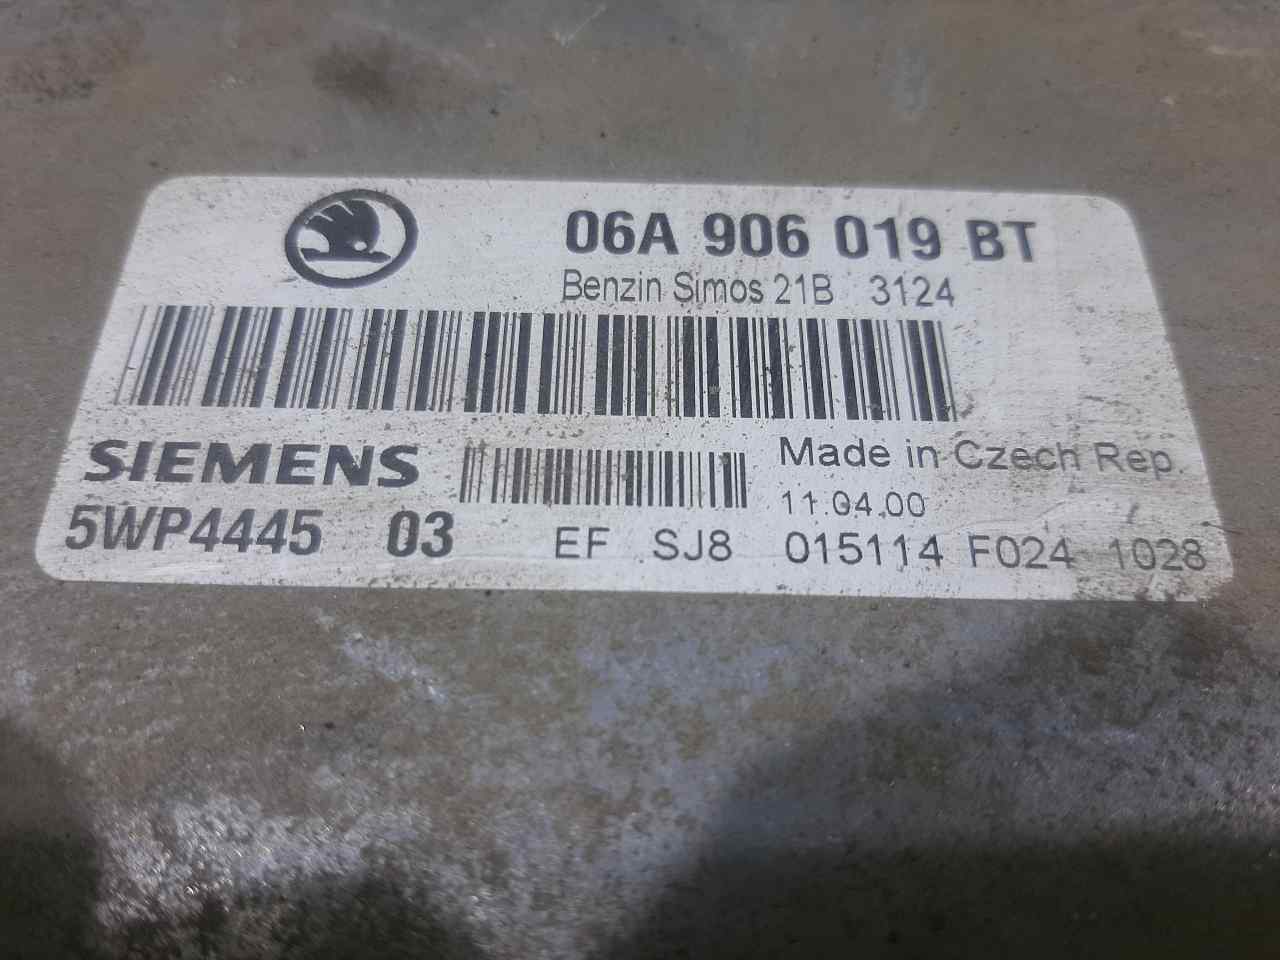 06A 906 019 BT
Benzin Simos 21B 3124
SIEMENS
Made in Czech Rep.
11.04.00
5WP4445 03
EF SJ8 015114 F024 1028